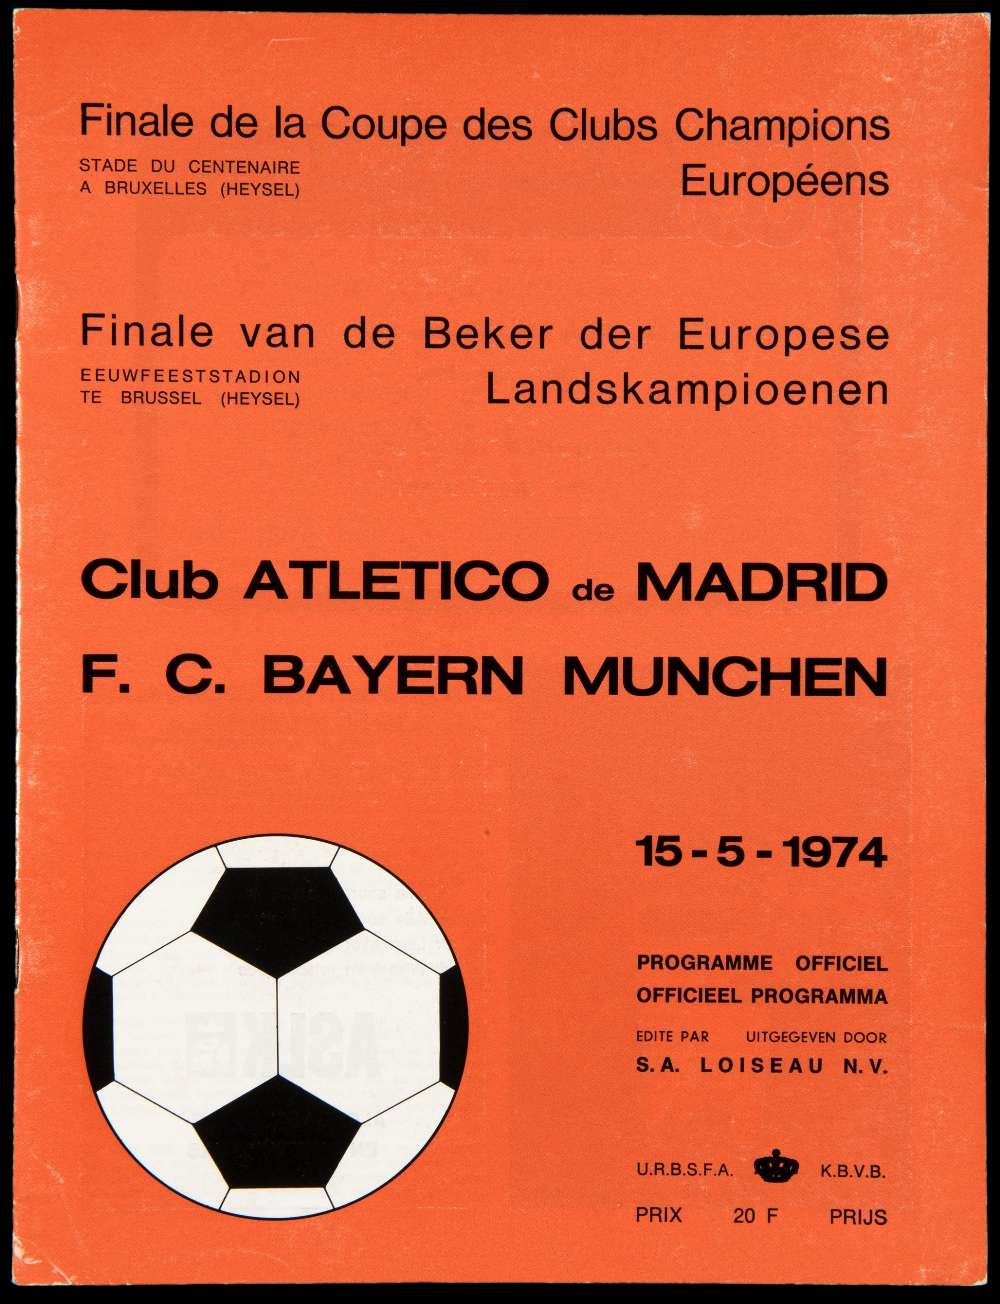 Finale de la Coupe des Clubs Champions
Européens
STADE DU CENTENAIRE
A BRUXELLES (HEYSEL)
Finale van de Beker der Europese
Landskampioenen
EEUWFEESTSTADION
TE BRUSSEL (HEYSEL)
Club ATLETICO de MADRID
F. C. BAYERN MUNCHEN
15-5-1974
PROGRAMME OFFICIEL
OFFICIEEL PROGRAMMA
EDITE PAR UITGEGEVEN DOOR
S.A. LOISEAU N.V.
U.R.B.S.F.A. K.B.V.B.
PRIX 20 F PRIJS